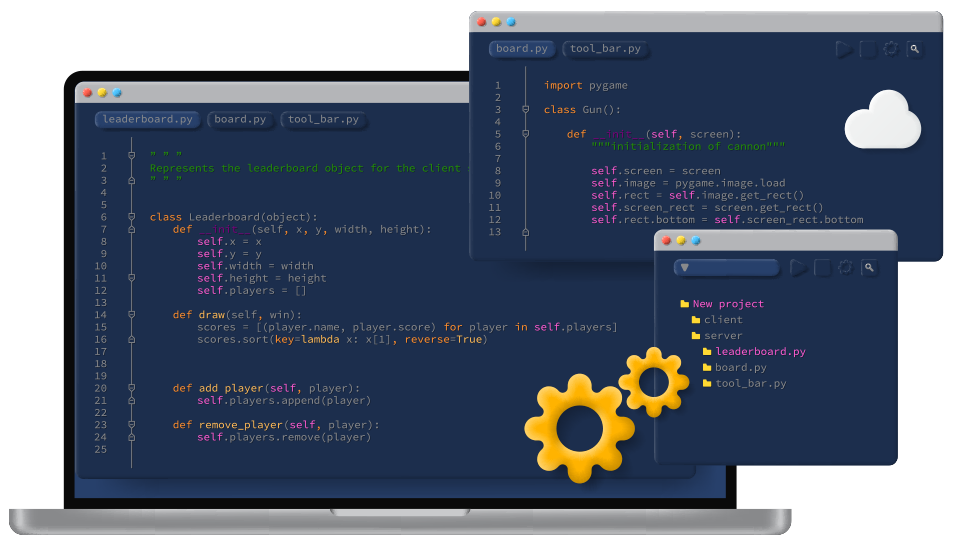 leaderboard.py board.py tool_bar.py
1 " " "
2 Represents the leaderboard object for the client
3 " " "
4
5
6 class Leaderboard(object):
7 def __init__(self, x, y, width, height):
8 self.x = x
9 self.y = y
10 self.width = width
11 self.height = height
12 self.players = []
13
14 def draw(self, win):
15 scores = [(player.name, player.score) for player in self.players]
16 scores.sort(key=lambda x: x[1], reverse=True)
17
18
19
20 def add player(self, player):
21 self.players.append(player)
22
23 def remove_player(self, player):
24 self.players.remove(player)
25
board.py tool_bar.py
1 import pygame
2
3 class Gun():
4
5 def __init__(self, screen):
6 """initialization of cannon"""
7
8 self.screen = screen
9 self.image = pygame.image.load
10 self.rect = self.image.get_rect()
11 self.screen_rect = screen.get_rect()
12 self.rect.bottom = self.screen_rect.bottom
13
New project
client
server
leaderboard.py
board.py
tool_bar.py